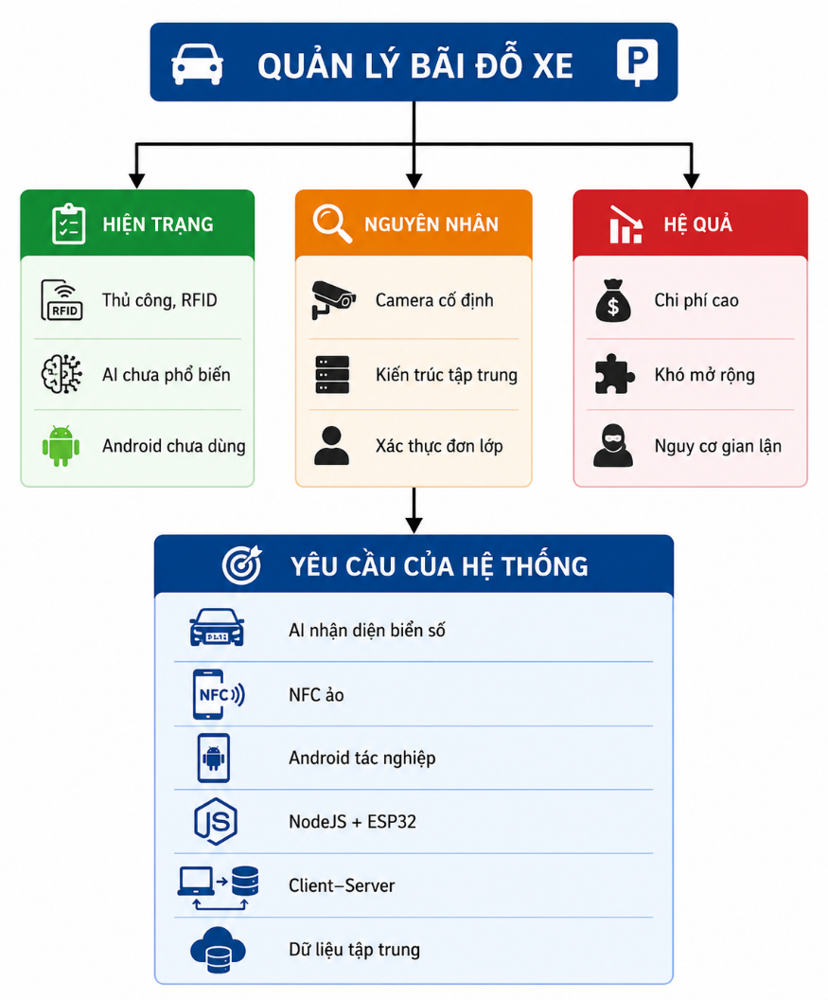 QUẢN LÝ BÃI ĐỖ XE
P
HIỆN TRẠNG
RFID
Thủ công, RFID
AI chưa phổ biến
Android chưa dùng
NGUYÊN NHÂN
Camera cố định
Kiến trúc tập trung
Xác thực đơn lớp
HỆ QUẢ
$
Chi phí cao
Khó mở rộng
Nguy cơ gian lận
YÊU CẦU CỦA HỆ THỐNG
AI nhận diện biển số
NFC
NFC ảo
Android tác nghiệp
JS
NodeJS + ESP32
Client–Server
Dữ liệu tập trung